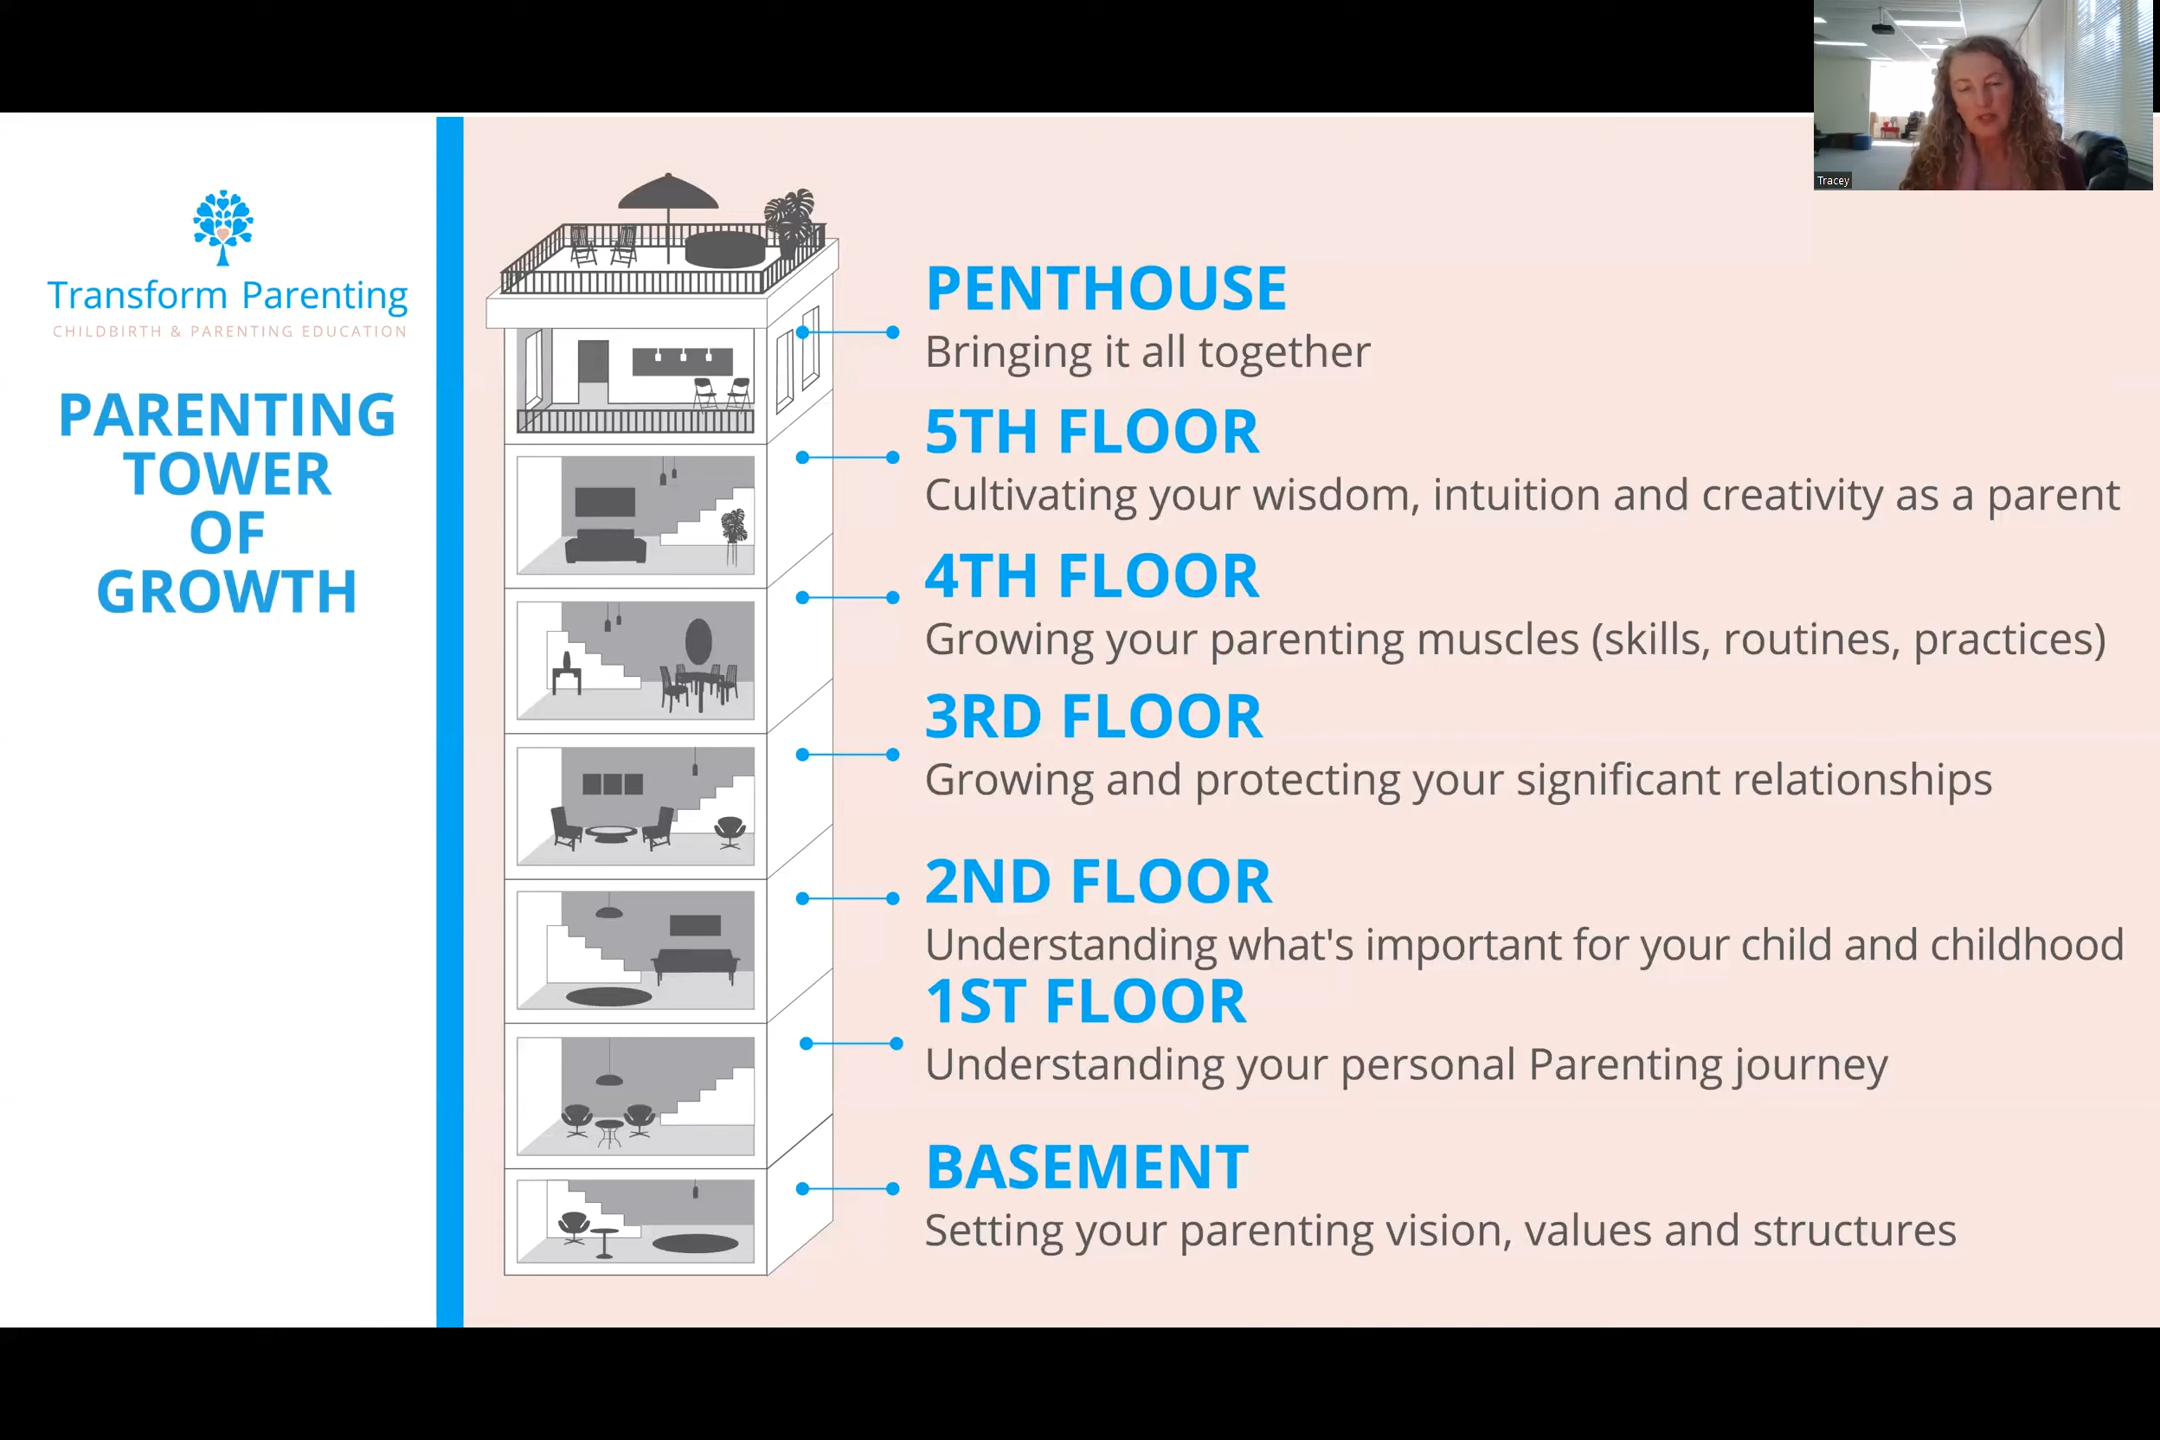 Tracey
Transform Parenting
CHILDBIRTH & PARENTING EDUCATION
PARENTING
TOWER
OF
GROWTH
PENTHOUSE
Bringing it all together
5TH FLOOR
Cultivating your wisdom, intuition and creativity as a parent
4TH FLOOR
Growing your parenting muscles (skills, routines, practices)
3RD FLOOR
Growing and protecting your significant relationships
2ND FLOOR
Understanding what's important for your child and childhood
1ST FLOOR
Understanding your personal Parenting journey
BASEMENT
Setting your parenting vision, values and structures